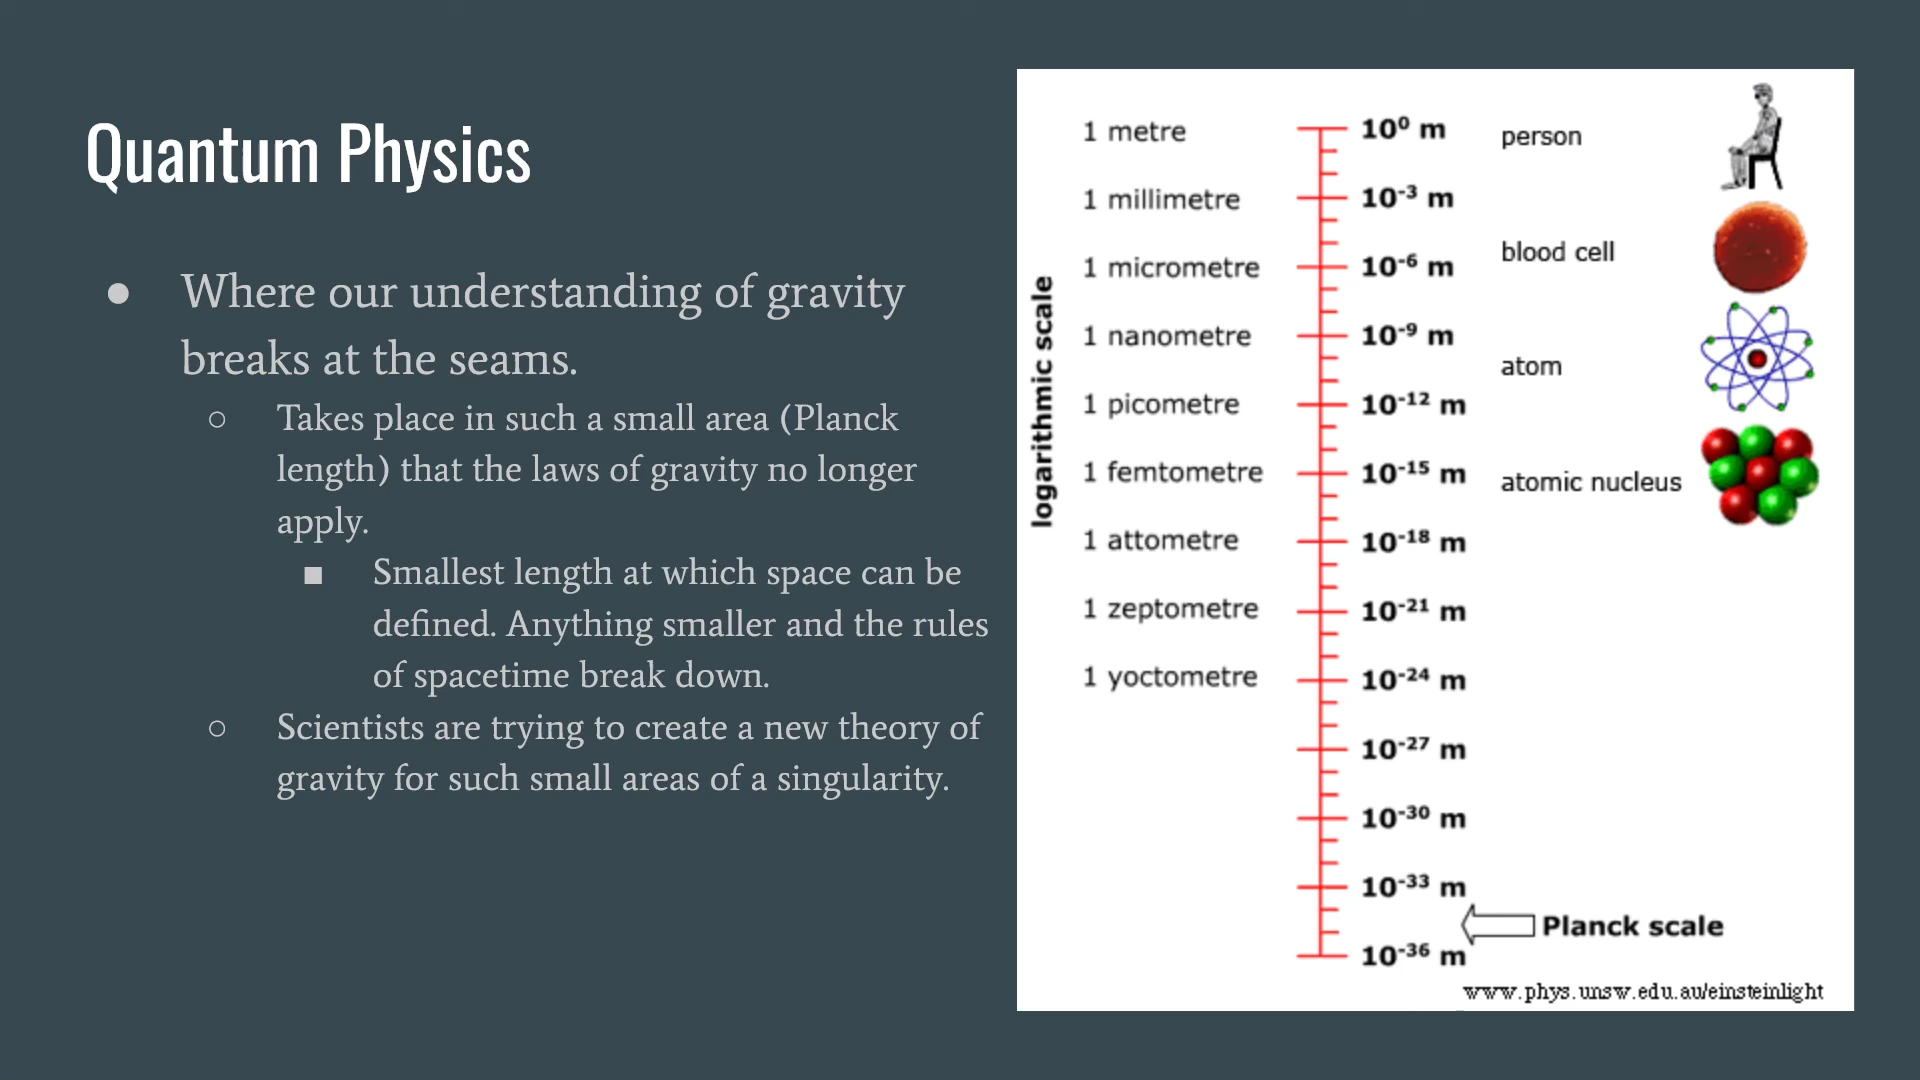 Quantum Physics
● Where our understanding of gravity
breaks at the seams.
○ Takes place in such a small area (Planck
length) that the laws of gravity no longer
apply.
■ Smallest length at which space can be
defined. Anything smaller and the rules
of spacetime break down.
○ Scientists are trying to create a new theory of
gravity for such small areas of a singularity.
logarithmic scale
1 metre 10⁰ m person
1 millimetre 10⁻³ m
blood cell
1 micrometre 10⁻⁶ m
1 nanometre 10⁻⁹ m
atom
1 picometre 10⁻¹² m
1 femtometre 10⁻¹⁵ m atomic nucleus
1 attometre 10⁻¹⁸ m
1 zeptometre 10⁻²¹ m
1 yoctometre 10⁻²⁴ m
10⁻²⁷ m
10⁻³⁰ m
10⁻³³ m
Planck scale
10⁻³⁶ m
www.phys.unsw.edu.au/einsteinlight